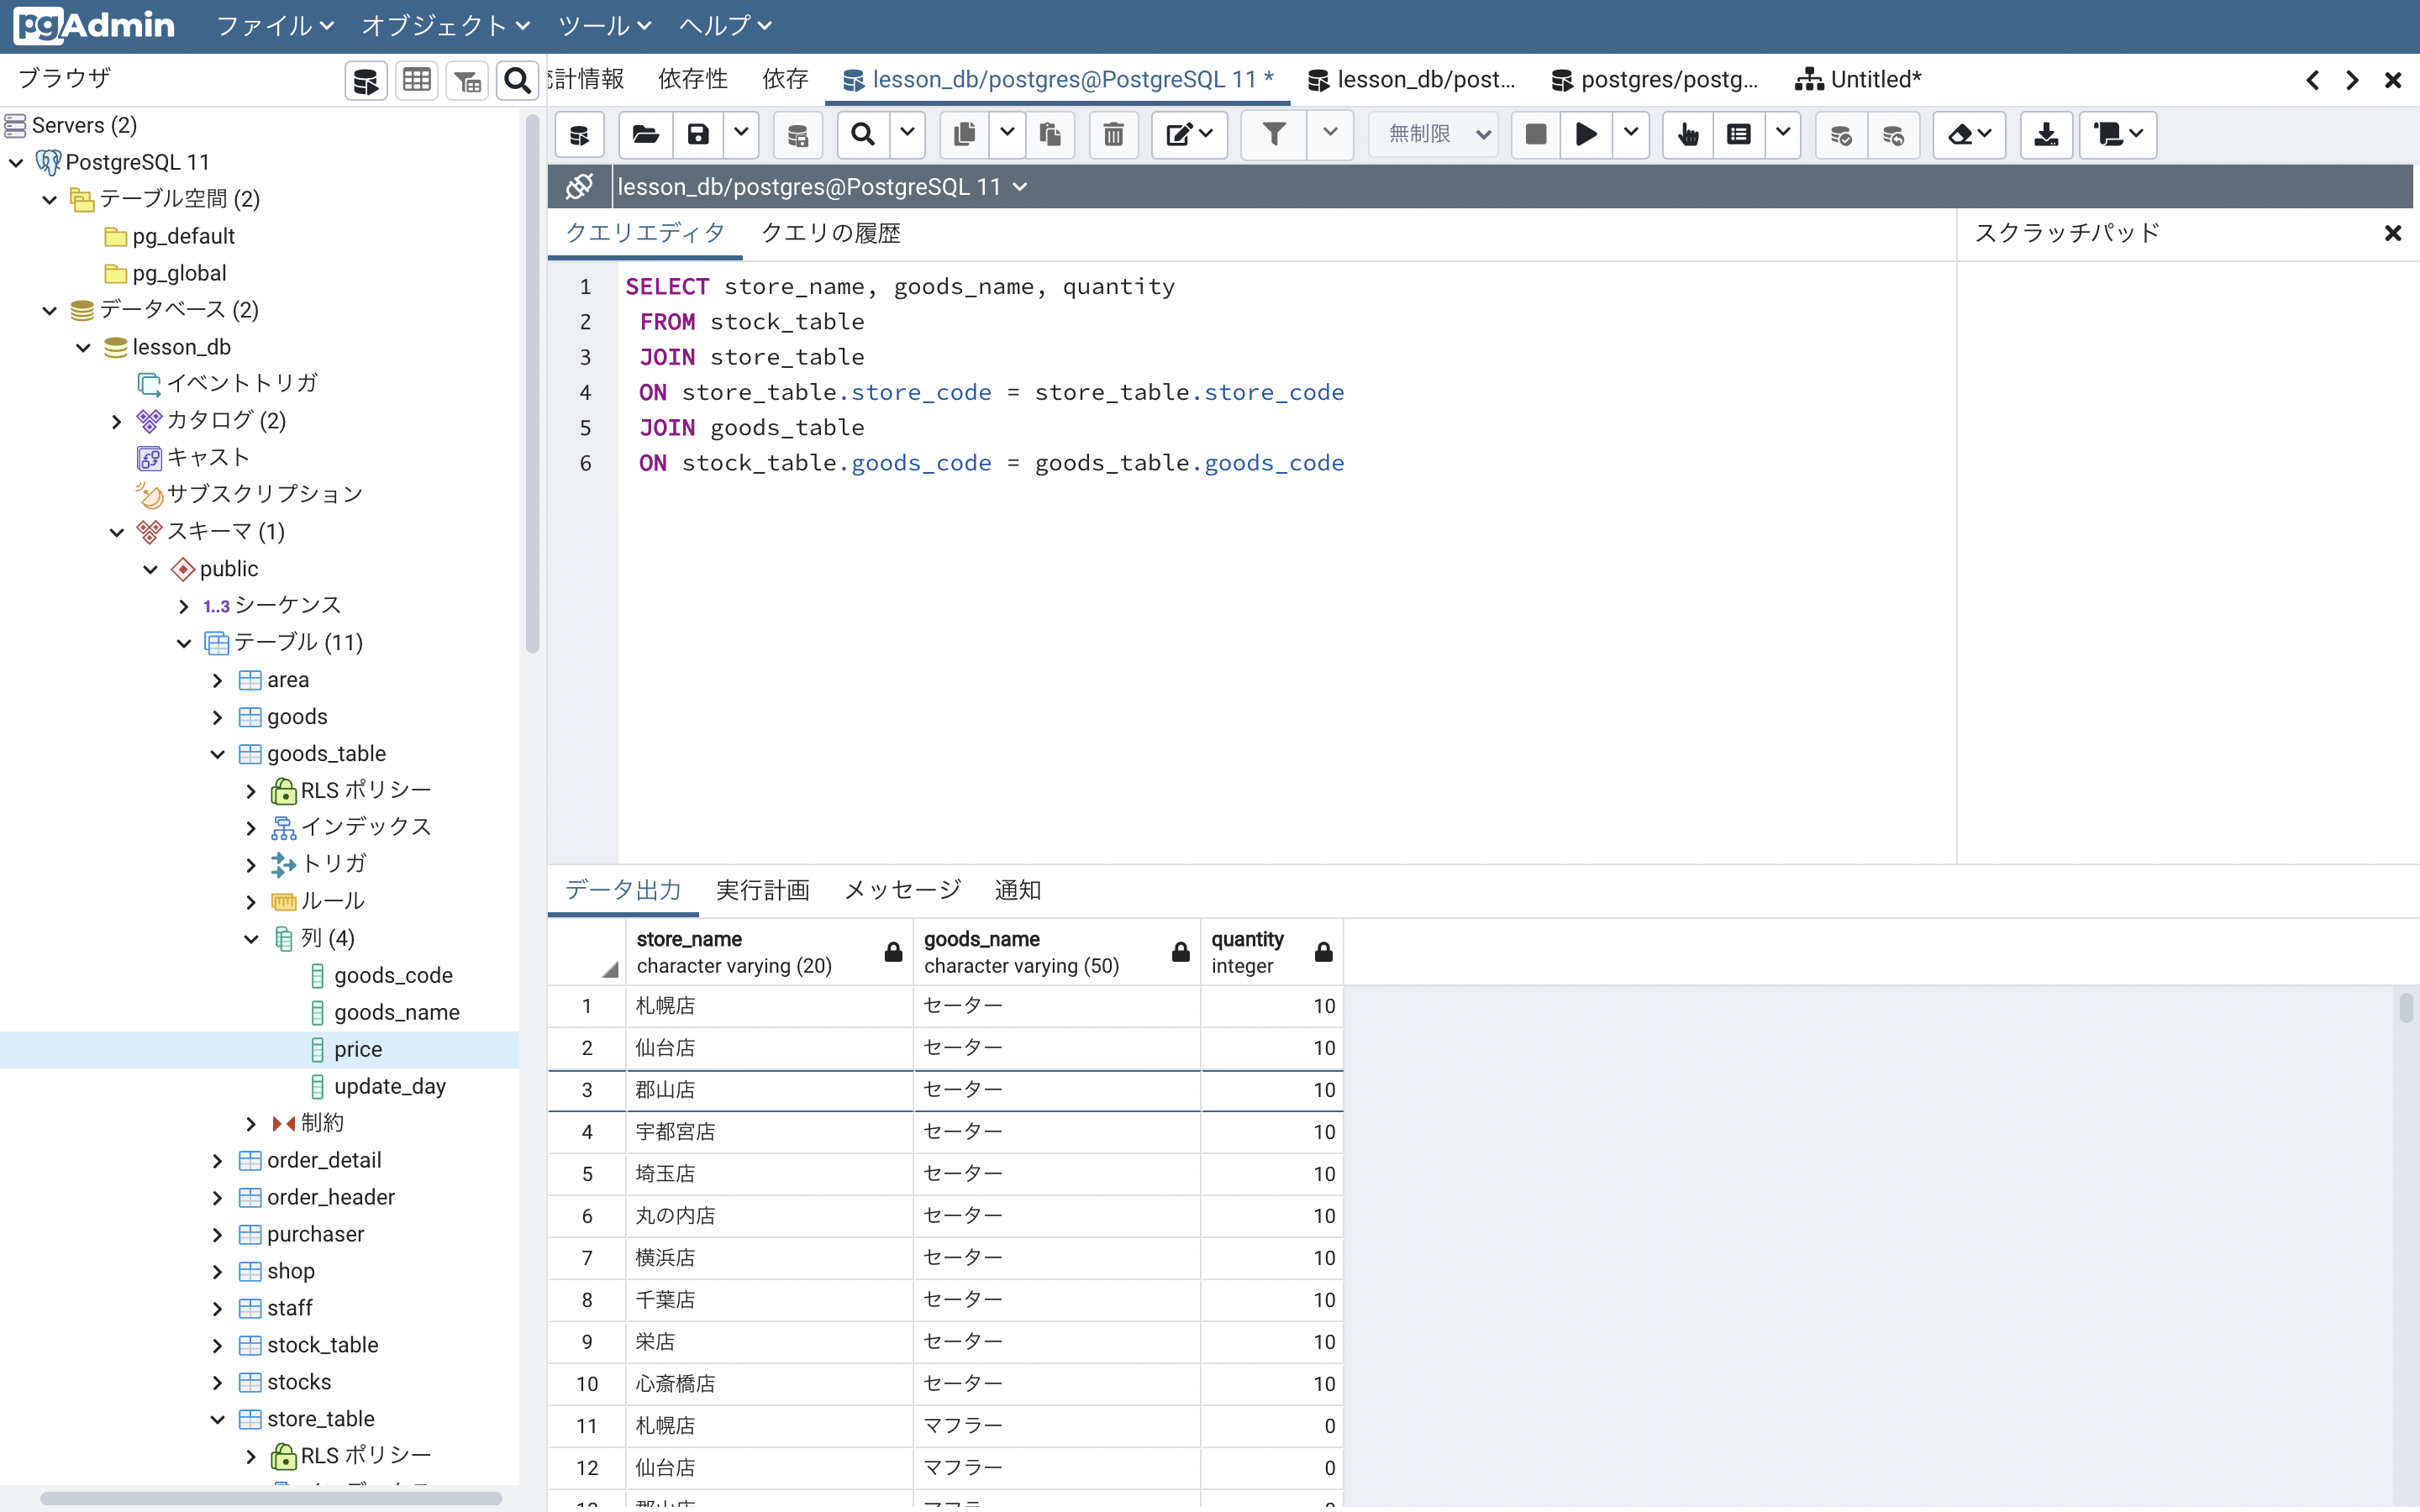 pgAdmin ファイル オブジェクト ツール ヘルプ
ブラウザ
計情報 依存性 依存 lesson_db/postgres@PostgreSQL 11 * lesson_db/post... postgres/postg... Untitled*
無制限
lesson_db/postgres@PostgreSQL 11
クエリエディタ クエリの履歴
スクラッチパッド
Servers (2)
PostgreSQL 11
テーブル空間 (2)
pg_default
pg_global
データベース (2)
lesson_db
イベントトリガ
カタログ (2)
キャスト
サブスクリプション
スキーマ (1)
public
1..3 シーケンス
テーブル (11)
area
goods
goods_table
RLS ポリシー
インデックス
トリガ
ルール
列 (4)
goods_code
goods_name
price
update_day
制約
order_detail
order_header
purchaser
shop
staff
stock_table
stocks
store_table
RLS ポリシー
1 SELECT store_name, goods_name, quantity
2 FROM stock_table
3 JOIN store_table
4 ON store_table.store_code = store_table.store_code
5 JOIN goods_table
6 ON stock_table.goods_code = goods_table.goods_code
データ出力 実行計画 メッセージ 通知
store_name goods_name quantity
character varying (20) character varying (50) integer
1 札幌店 セーター 10
2 仙台店 セーター 10
3 郡山店 セーター 10
4 宇都宮店 セーター 10
5 埼玉店 セーター 10
6 丸の内店 セーター 10
7 横浜店 セーター 10
8 千葉店 セーター 10
9 栄店 セーター 10
10 心斎橋店 セーター 10
11 札幌店 マフラー 0
12 仙台店 マフラー 0